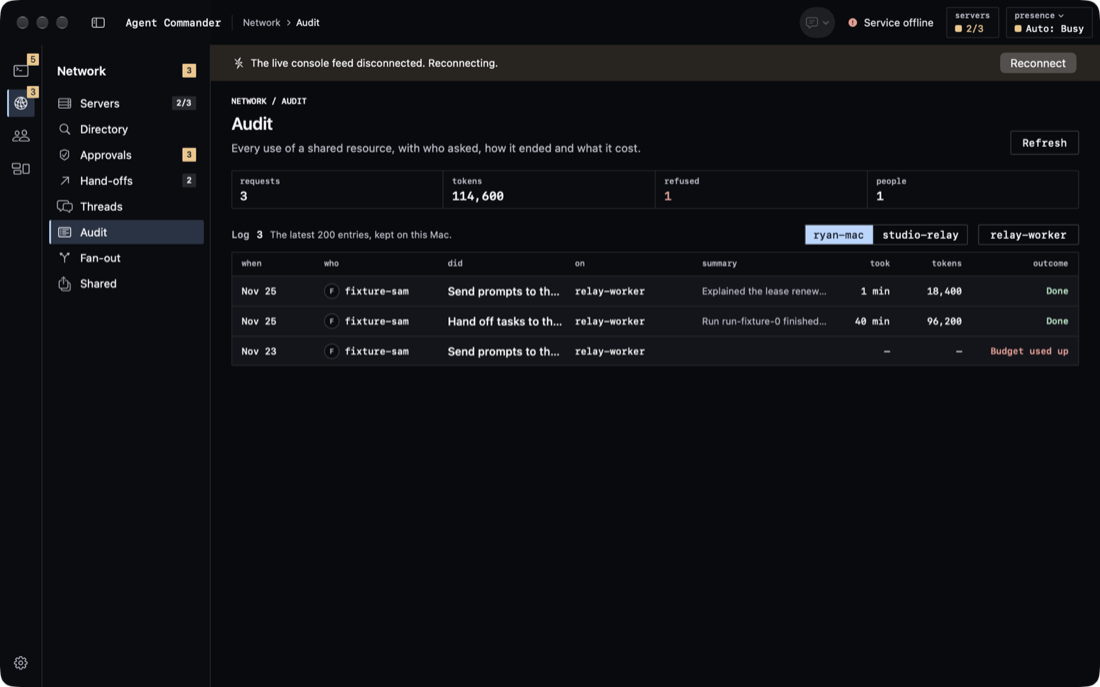 Agent Commander
Network > Audit
Service offline
servers
2/3
presence
Auto: Busy
5
3
Network
3
Servers
2/3
Directory
Approvals
3
Hand-offs
2
Threads
Audit
Fan-out
Shared
The live console feed disconnected. Reconnecting.
Reconnect
NETWORK / AUDIT
Audit
Every use of a shared resource, with who asked, how it ended and what it cost.
Refresh
requests
3
tokens
114,600
refused
1
people
1
Log 3 The latest 200 entries, kept on this Mac.
ryan-mac
studio-relay
relay-worker
when who did on summary took tokens outcome
Nov 25 F fixture-sam Send prompts to th... relay-worker Explained the lease renew... 1 min 18,400 Done
Nov 25 F fixture-sam Hand off tasks to th... relay-worker Run run-fixture-0 finished... 40 min 96,200 Done
Nov 23 F fixture-sam Send prompts to th... relay-worker – – Budget used up